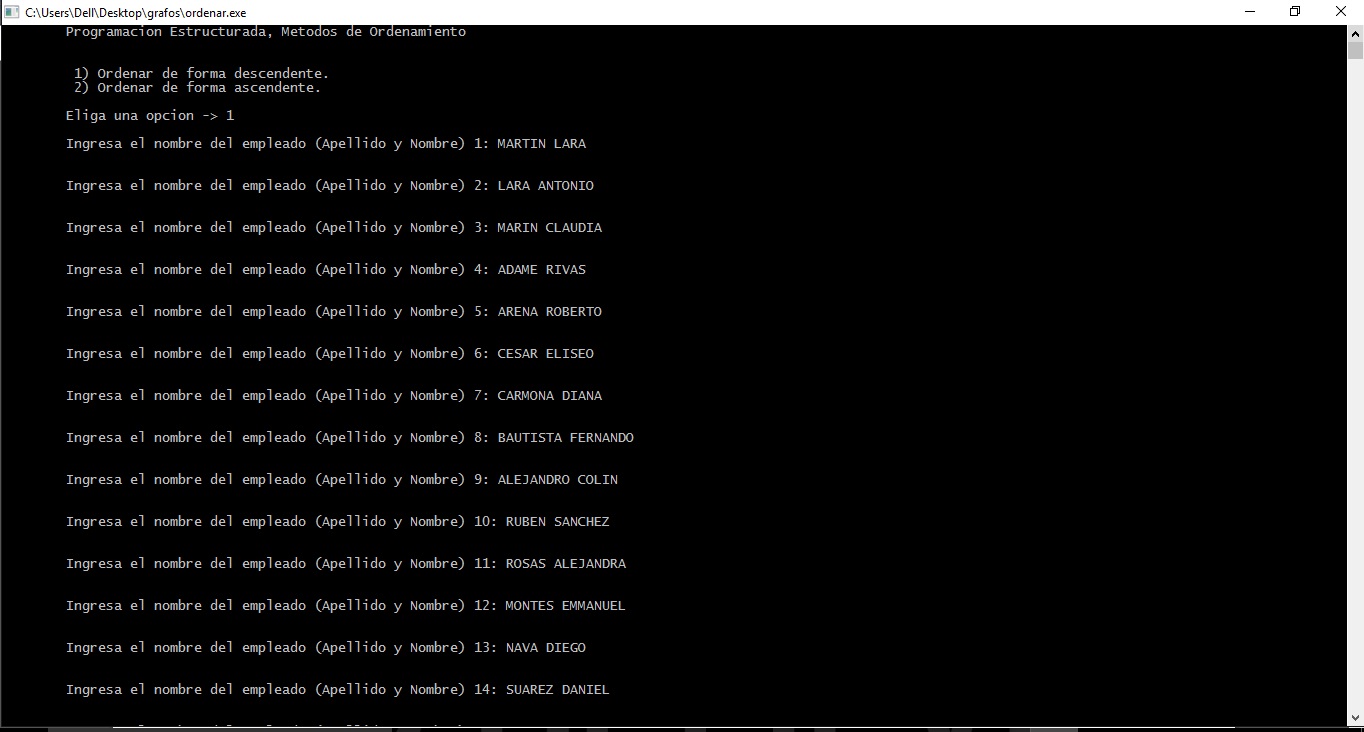 C:\Users\Dell\Desktop\grafos\ordenar.exe
Programacion Estructurada, Metodos de Ordenamiento
1) Ordenar de forma descendente.
2) Ordenar de forma ascendente.
Eliga una opcion -> 1
Ingresa el nombre del empleado (Apellido y Nombre) 1: MARTIN LARA
Ingresa el nombre del empleado (Apellido y Nombre) 2: LARA ANTONIO
Ingresa el nombre del empleado (Apellido y Nombre) 3: MARIN CLAUDIA
Ingresa el nombre del empleado (Apellido y Nombre) 4: ADAME RIVAS
Ingresa el nombre del empleado (Apellido y Nombre) 5: ARENA ROBERTO
Ingresa el nombre del empleado (Apellido y Nombre) 6: CESAR ELISEO
Ingresa el nombre del empleado (Apellido y Nombre) 7: CARMONA DIANA
Ingresa el nombre del empleado (Apellido y Nombre) 8: BAUTISTA FERNANDO
Ingresa el nombre del empleado (Apellido y Nombre) 9: ALEJANDRO COLIN
Ingresa el nombre del empleado (Apellido y Nombre) 10: RUBEN SANCHEZ
Ingresa el nombre del empleado (Apellido y Nombre) 11: ROSAS ALEJANDRA
Ingresa el nombre del empleado (Apellido y Nombre) 12: MONTES EMMANUEL
Ingresa el nombre del empleado (Apellido y Nombre) 13: NAVA DIEGO
Ingresa el nombre del empleado (Apellido y Nombre) 14: SUAREZ DANIEL